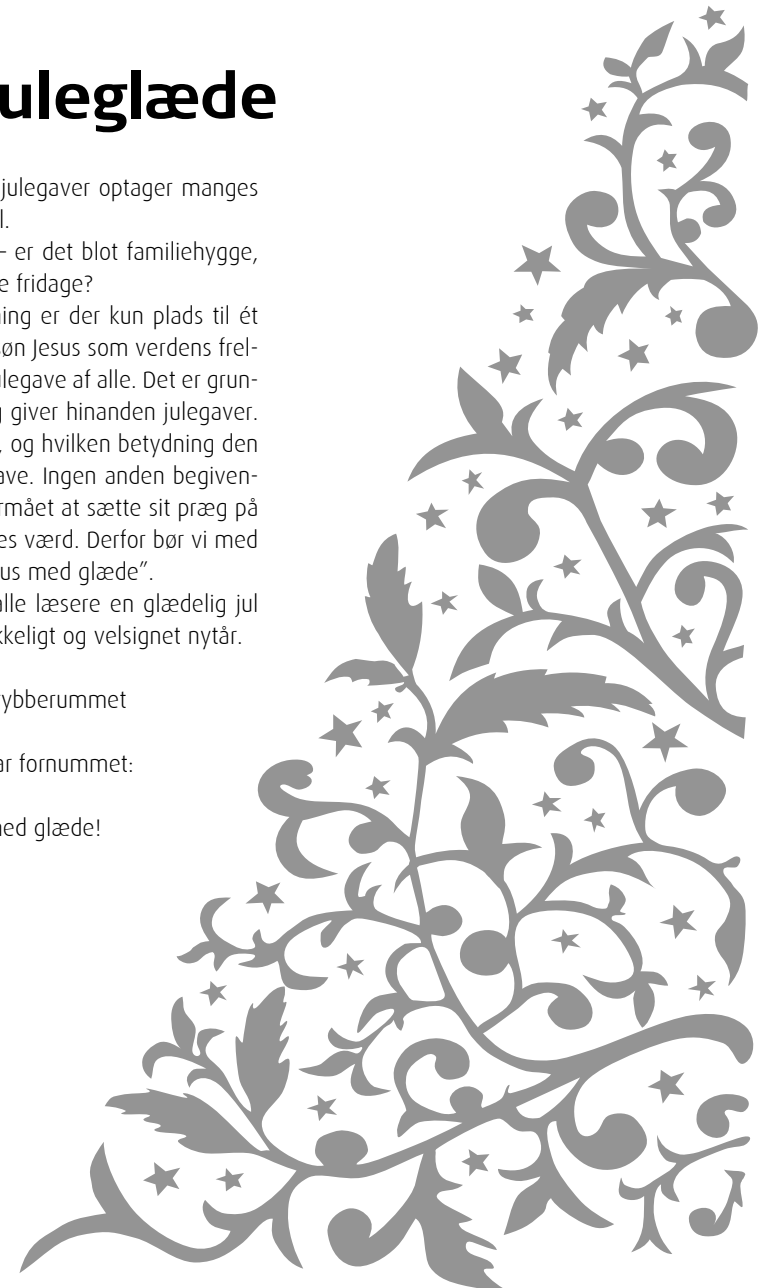 uleglæde
julegaver optager manges
l.
– er det blot familiehygge,
e fridage?
ning er der kun plads til ét
søn Jesus som verdens frel-
ulegave af alle. Det er grun-
g giver hinanden julegaver.
, og hvilken betydning den
ave. Ingen anden begiven-
rmået at sætte sit præg på
es værd. Derfor bør vi med
us med glæde”.
alle læsere en glædelig jul
kkeligt og velsignet nytår.
rybberummet
ar fornummet:
ned glæde!